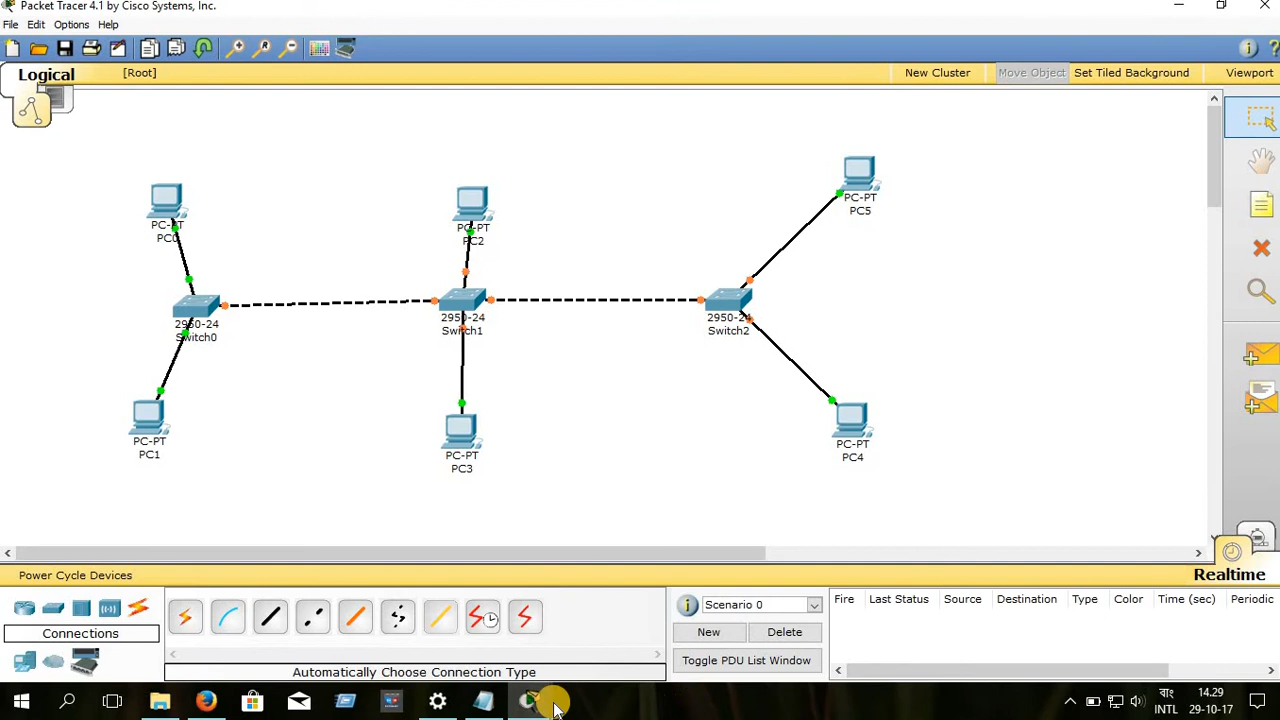 Packet Tracer 4.1 by Cisco Systems, Inc.
File Edit Options Help
Logical [Root] New Cluster Move Object Set Tiled Background Viewport
PC-PT
PC5
PC-PT
PC0
PC-PT
PC2
2950-24
Switch0
2950-24
Switch1
2950-24
Switch2
PC-PT
PC1
PC-PT
PC3
PC-PT
PC4
Realtime
Power Cycle Devices
Connections
Automatically Choose Connection Type
Scenario 0
New Delete
Toggle PDU List Window
Fire Last Status Source Destination Type Color Time (sec) Periodic
বাং
INTL
14.29
29-10-17